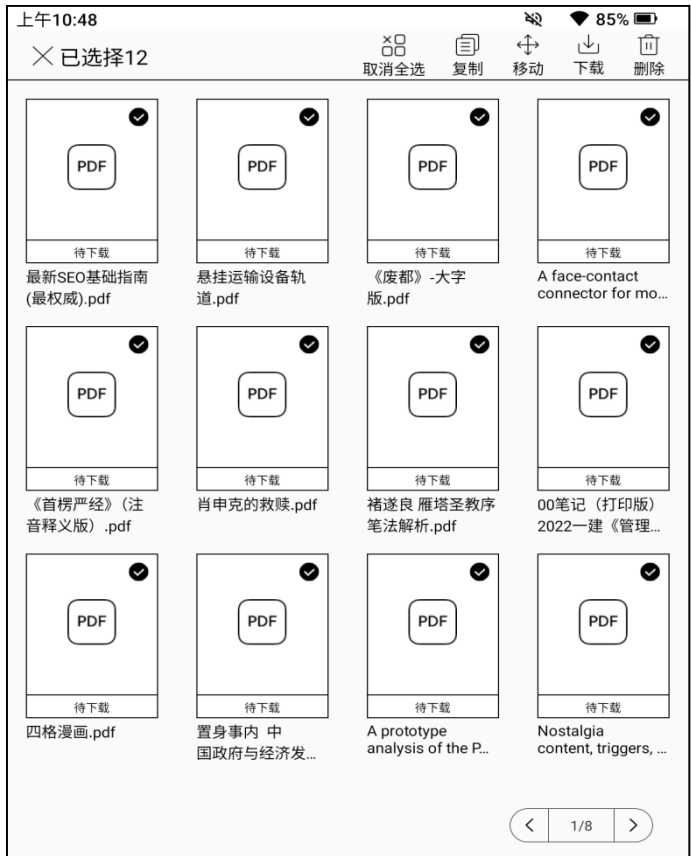 上午10:48
85%
已选择12
取消全选 复制 移动 下载 删除
PDF PDF PDF PDF
待下载 待下载 待下载 待下载
最新SEO基础指南
(最权威).pdf
悬挂运输设备轨
道.pdf
《废都》-大字
版.pdf
A face-contact
connector for mo...
PDF PDF PDF PDF
待下载 待下载 待下载 待下载
《首楞严经》（注
音释义版）.pdf
肖申克的救赎.pdf
褚遂良 雁塔圣教序
笔法解析.pdf
00笔记（打印版）
2022一建《管理...
PDF PDF PDF PDF
待下载 待下载 待下载 待下载
四格漫画.pdf
置身事内 中
国政府与经济发...
A prototype
analysis of the P...
Nostalgia
content, triggers, ...
1/8